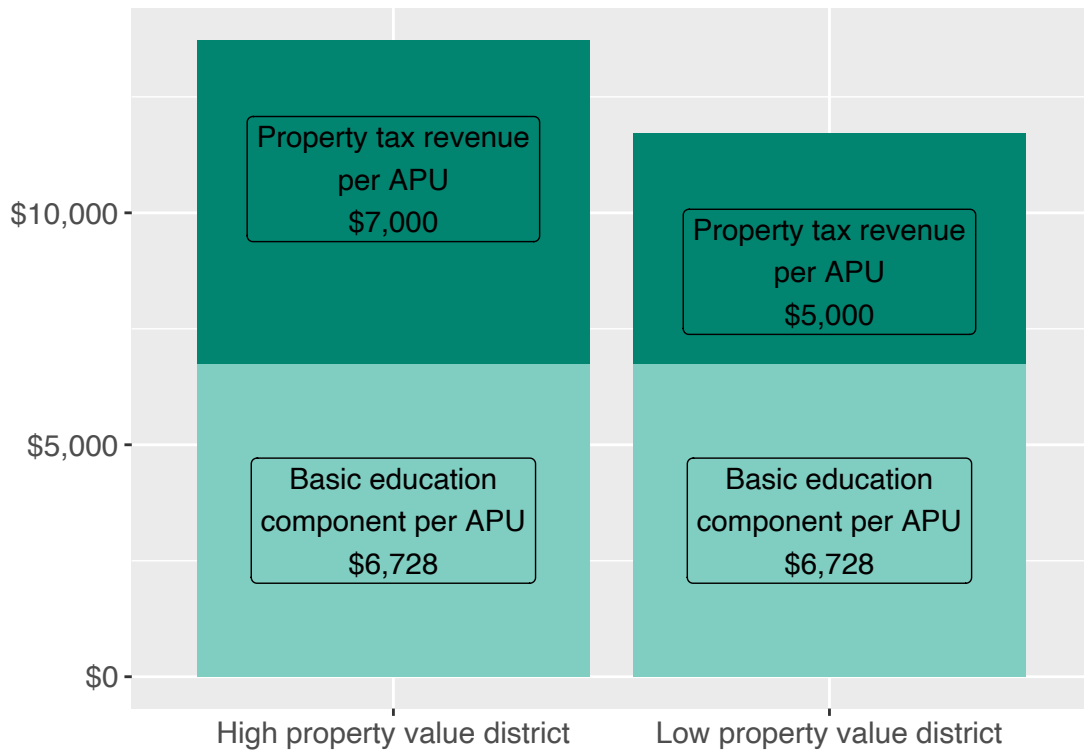 Property tax revenue
per APU
$7,000
Property tax revenue
per APU
$5,000
Basic education
component per APU
$6,728
Basic education
component per APU
$6,728
$10,000
$5,000
$0
High property value district
Low property value district